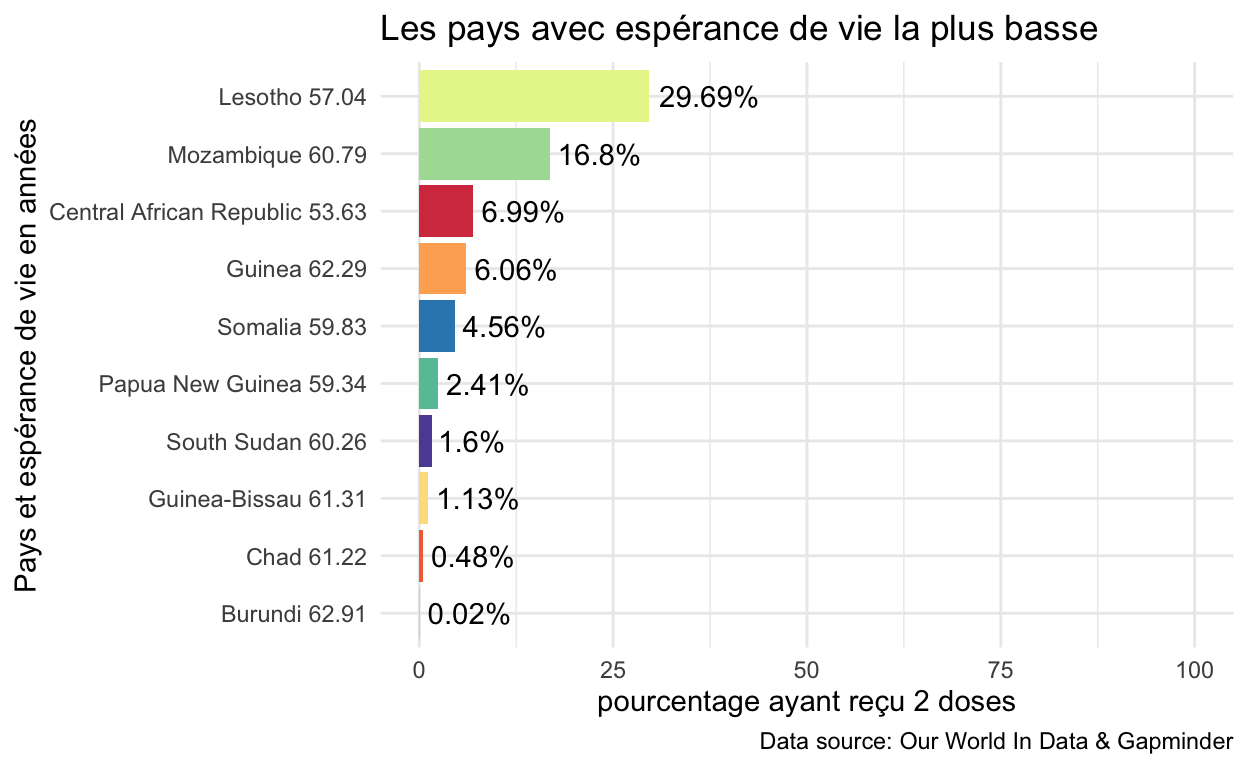 Les pays avec espérance de vie la plus basse
Pays et espérance de vie en années
Lesotho 57.04
29.69%
Mozambique 60.79
16.8%
Central African Republic 53.63
6.99%
Guinea 62.29
6.06%
Somalia 59.83
4.56%
Papua New Guinea 59.34
2.41%
South Sudan 60.26
1.6%
Guinea-Bissau 61.31
1.13%
Chad 61.22
0.48%
Burundi 62.91
0.02%
0 25 50 75 100
pourcentage ayant reçu 2 doses
Data source: Our World In Data & Gapminder